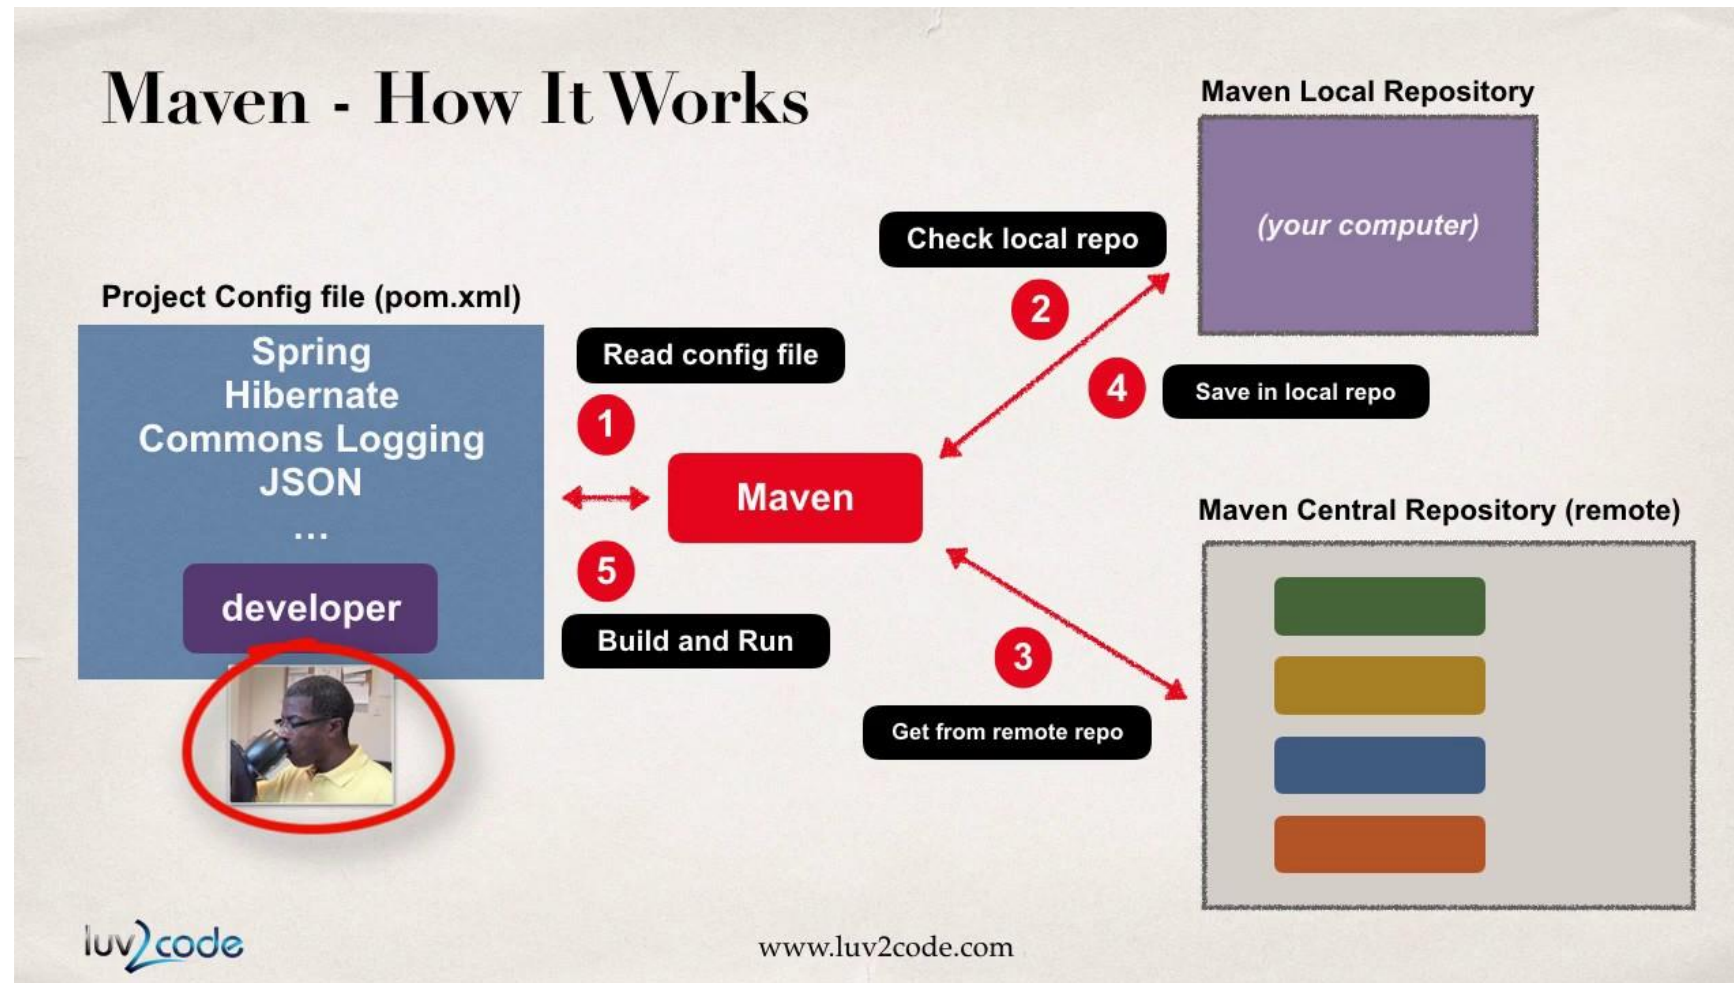 Maven - How It Works
Maven Local Repository
(your computer)
Check local repo
2
Project Config file (pom.xml)
Spring
Hibernate
Commons Logging
JSON
...
developer
Read config file
1
4
Save in local repo
Maven
5
Build and Run
Maven Central Repository (remote)
3
Get from remote repo
luv2code
www.luv2code.com